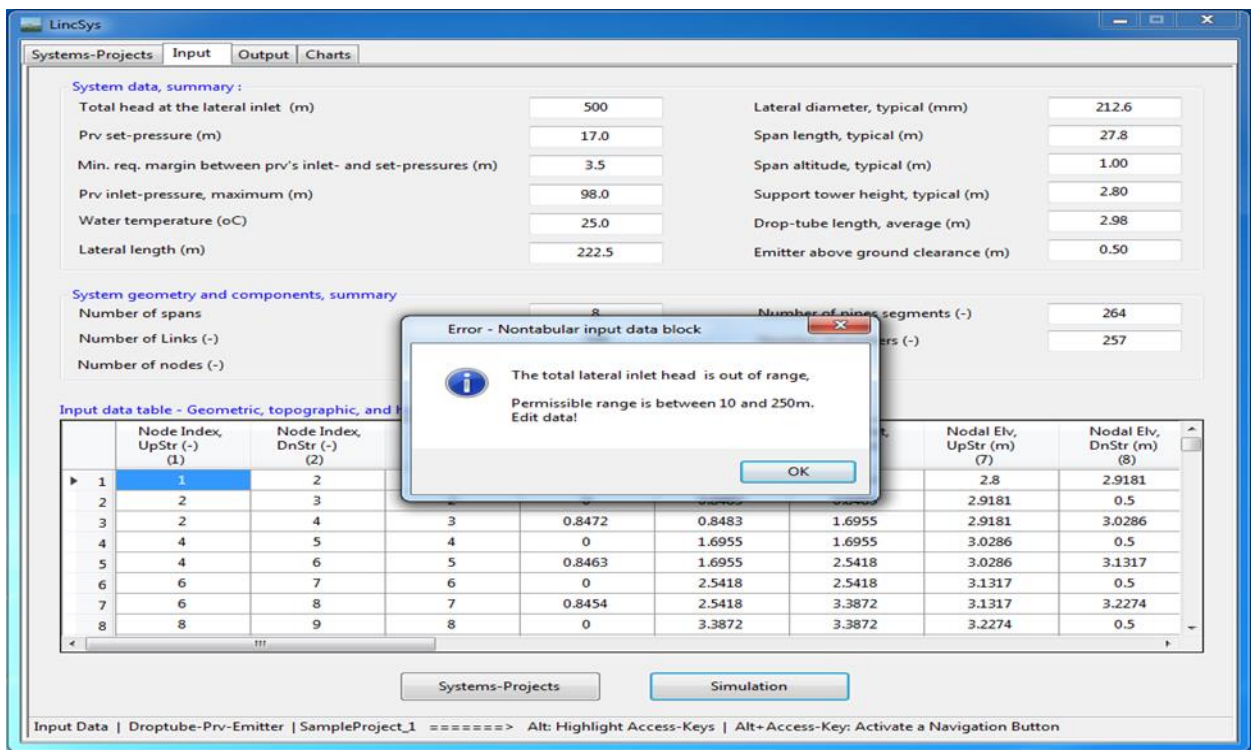 LincSys
Systems-Projects Input Output Charts
System data, summary :
Total head at the lateral inlet (m) 500 Lateral diameter, typical (mm) 212.6
Prv set-pressure (m) 17.0 Span length, typical (m) 27.8
Min. req. margin between prv's inlet- and set-pressures (m) 3.5 Span altitude, typical (m) 1.00
Prv inlet-pressure, maximum (m) 98.0 Support tower height, typical (m) 2.80
Water temperature (oC) 25.0 Drop-tube length, average (m) 2.98
Lateral length (m) 222.5 Emitter above ground clearance (m) 0.50
System geometry and components, summary
Number of spans 8 Number of pipes segments (-) 264
Number of Links (-) (-) 257
Number of nodes (-)
Error - Nontabular input data block
The total lateral inlet head is out of range,
Permissible range is between 10 and 250m.
Edit data!
OK
Input data table - Geometric, topographic, and
Node Index, UpStr (-) (1) Node Index, DnStr (-) (2) Nodal Elv, UpStr (m) (7) Nodal Elv, DnStr (m) (8)
1 1 2 2.8 2.9181
2 2 3 2.9181 0.5
3 2 4 3 0.8472 0.8483 1.6955 2.9181 3.0286
4 4 5 4 0 1.6955 1.6955 3.0286 0.5
5 4 6 5 0.8463 1.6955 2.5418 3.0286 3.1317
6 6 7 6 0 2.5418 2.5418 3.1317 0.5
7 6 8 7 0.8454 2.5418 3.3872 3.1317 3.2274
8 8 9 8 0 3.3872 3.3872 3.2274 0.5
Systems-Projects Simulation
Input Data | Droptube-Prv-Emitter | SampleProject_1 =======> Alt: Highlight Access-Keys | Alt+Access-Key: Activate a Navigation Button